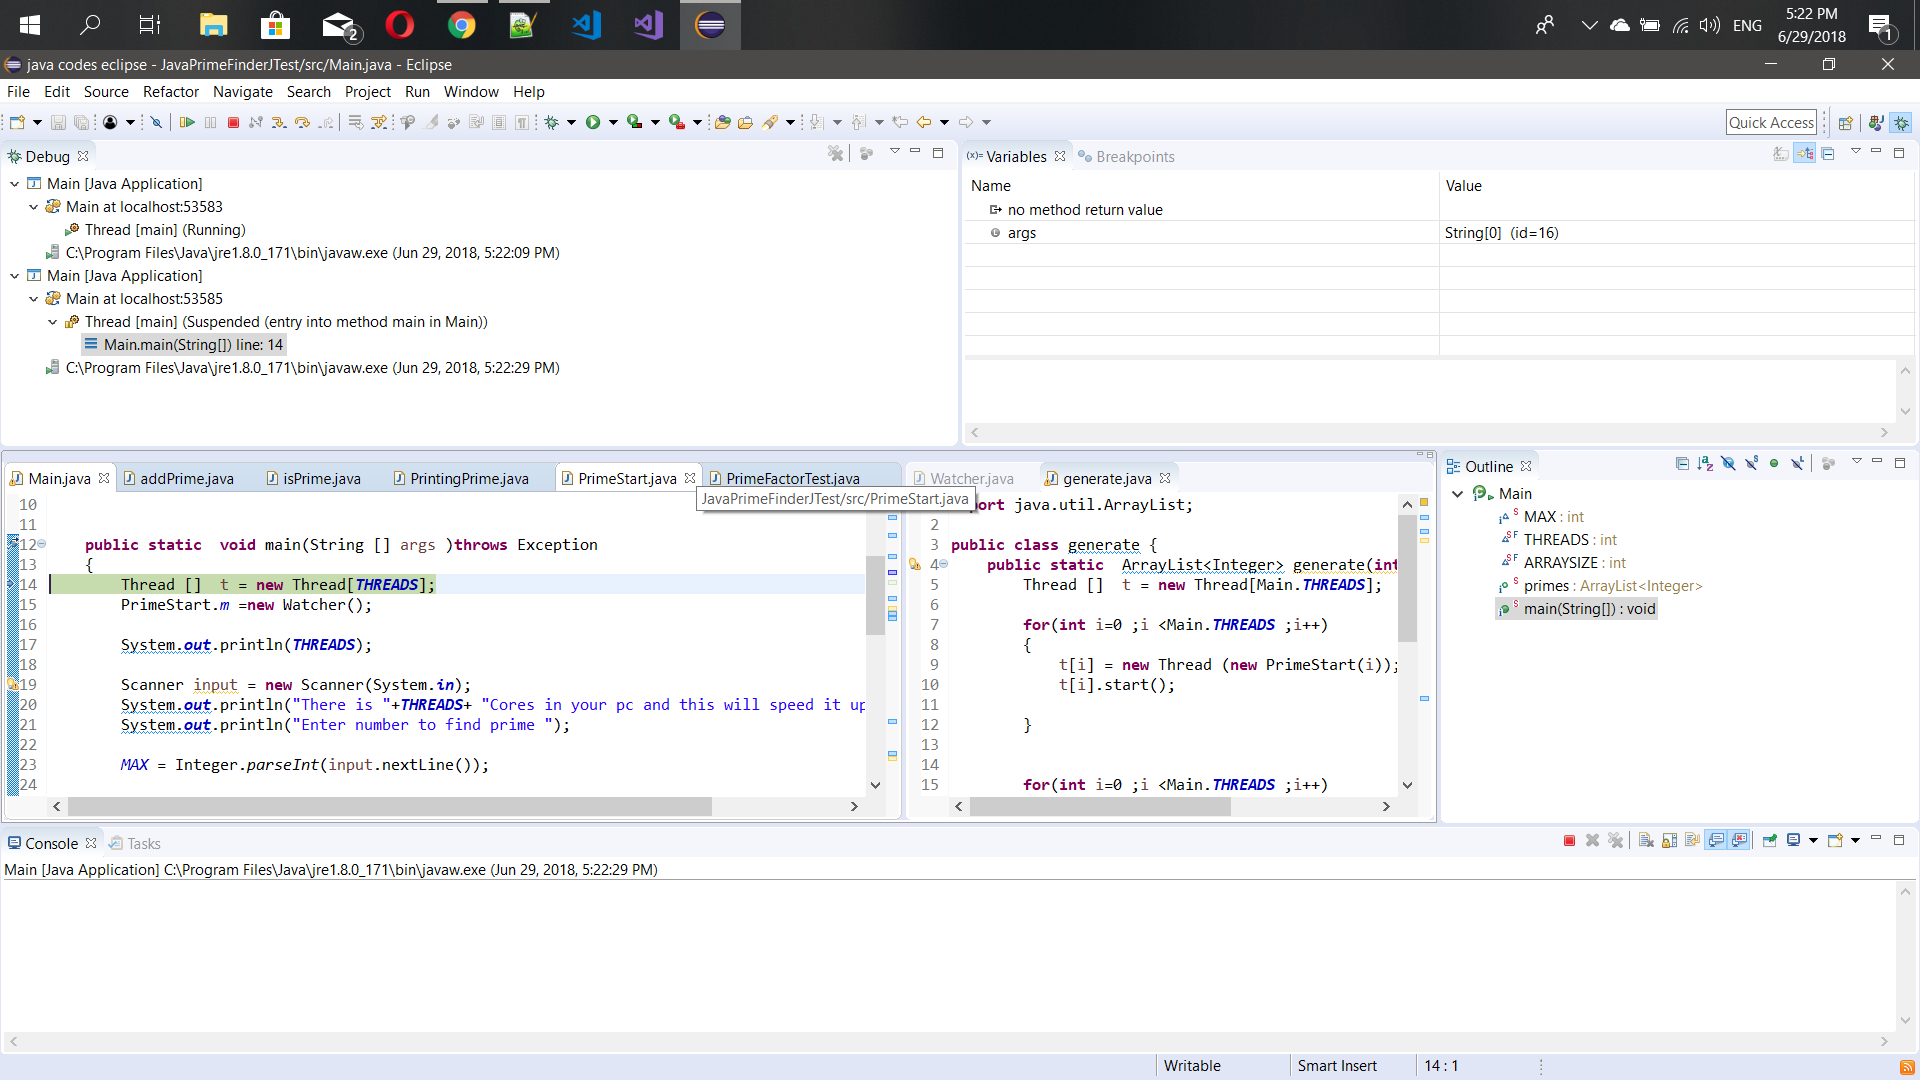 2
ENG
5:22 PM
6/29/2018
1
java codes eclipse - JavaPrimeFinderJTest/src/Main.java - Eclipse
File Edit Source Refactor Navigate Search Project Run Window Help
Quick Access
Debug
Main [Java Application]
Main at localhost:53583
Thread [main] (Running)
C:\Program Files\Java\jre1.8.0_171\bin\javaw.exe (Jun 29, 2018, 5:22:09 PM)
Main [Java Application]
Main at localhost:53585
Thread [main] (Suspended (entry into method main in Main))
Main.main(String[]) line: 14
C:\Program Files\Java\jre1.8.0_171\bin\javaw.exe (Jun 29, 2018, 5:22:29 PM)
(x)= Variables Breakpoints
Name Value
no method return value
args String[0] (id=16)
Main.java addPrime.java isPrime.java PrintingPrime.java PrimeStart.java PrimeFactorTest.java
JavaPrimeFinderJTest/src/PrimeStart.java
10
11
12 public static void main(String [] args )throws Exception
13 {
14 Thread [] t = new Thread[THREADS];
15 PrimeStart.m =new Watcher();
16
17 System.out.println(THREADS);
18
19 Scanner input = new Scanner(System.in);
20 System.out.println("There is "+THREADS+ "Cores in your pc and this will speed it up
21 System.out.println("Enter number to find prime ");
22
23 MAX = Integer.parseInt(input.nextLine());
24
Watcher.java generate.java
port java.util.ArrayList;
2
3 public class generate {
4 public static ArrayList<Integer> generate(int
5 Thread [] t = new Thread[Main.THREADS];
6
7 for(int i=0 ;i <Main.THREADS ;i++)
8 {
9 t[i] = new Thread (new PrimeStart(i));
10 t[i].start();
11
12 }
13
14
15 for(int i=0 ;i <Main.THREADS ;i++)
Outline
Main
MAX : int
THREADS : int
ARRAYSIZE : int
primes : ArrayList<Integer>
main(String[]) : void
Console Tasks
Main [Java Application] C:\Program Files\Java\jre1.8.0_171\bin\javaw.exe (Jun 29, 2018, 5:22:29 PM)
Writable Smart Insert 14 : 1